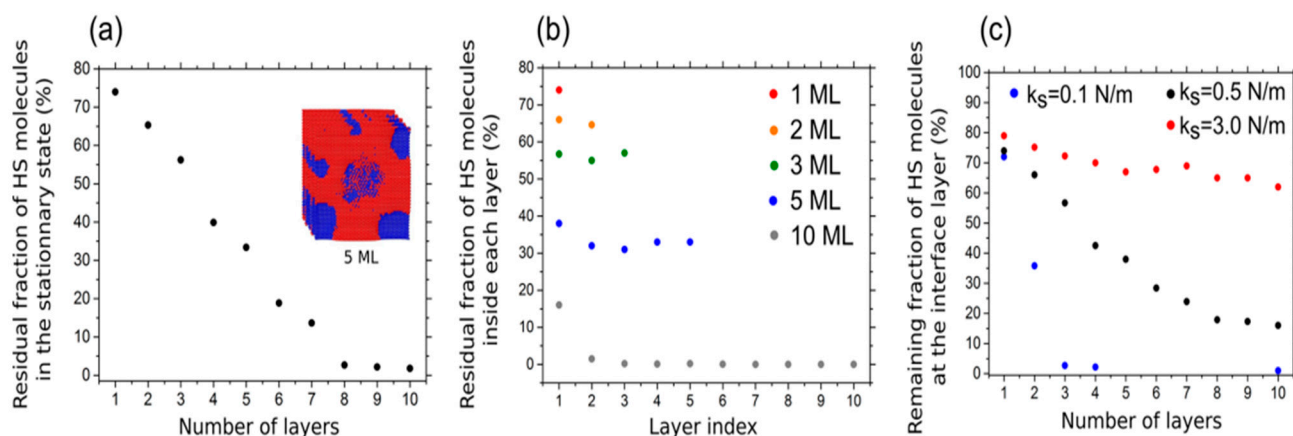 (a)
Residual fraction of HS molecules
in the stationnary state (%)
80
70
60
50
40
30
20
10
0
5 ML
1 2 3 4 5 6 7 8 9 10
Number of layers
(b)
Residual fraction of HS molecules
inside each layer (%)
80
70
60
50
40
30
20
10
0
1 ML
2 ML
3 ML
5 ML
10 ML
1 2 3 4 5 6 7 8 9 10
Layer index
(c)
Remaining fraction of HS molecules
at the interface layer (%)
100
90
80
70
60
50
40
30
20
10
0
kS=0.1 N/m kS=0.5 N/m
kS=3.0 N/m
1 2 3 4 5 6 7 8 9 10
Number of layers